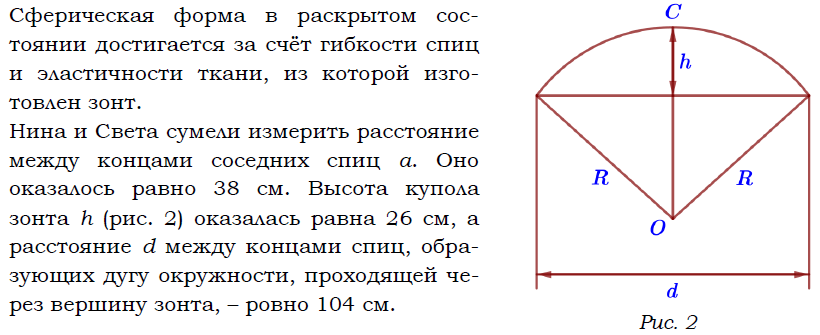 Сферическая форма в раскрытом сос-
тоянии достигается за счёт гибкости спиц
и эластичности ткани, из которой изго-
товлен зонт.
Нина и Света сумели измерить расстояние
между концами соседних спиц a. Оно
оказалось равно 38 см. Высота купола
зонта h (рис. 2) оказалась равна 26 см, а
расстояние d между концами спиц, обра-
зующих дугу окружности, проходящей че-
рез вершину зонта, – ровно 104 см.
C
h
R
R
O
d
Рис. 2